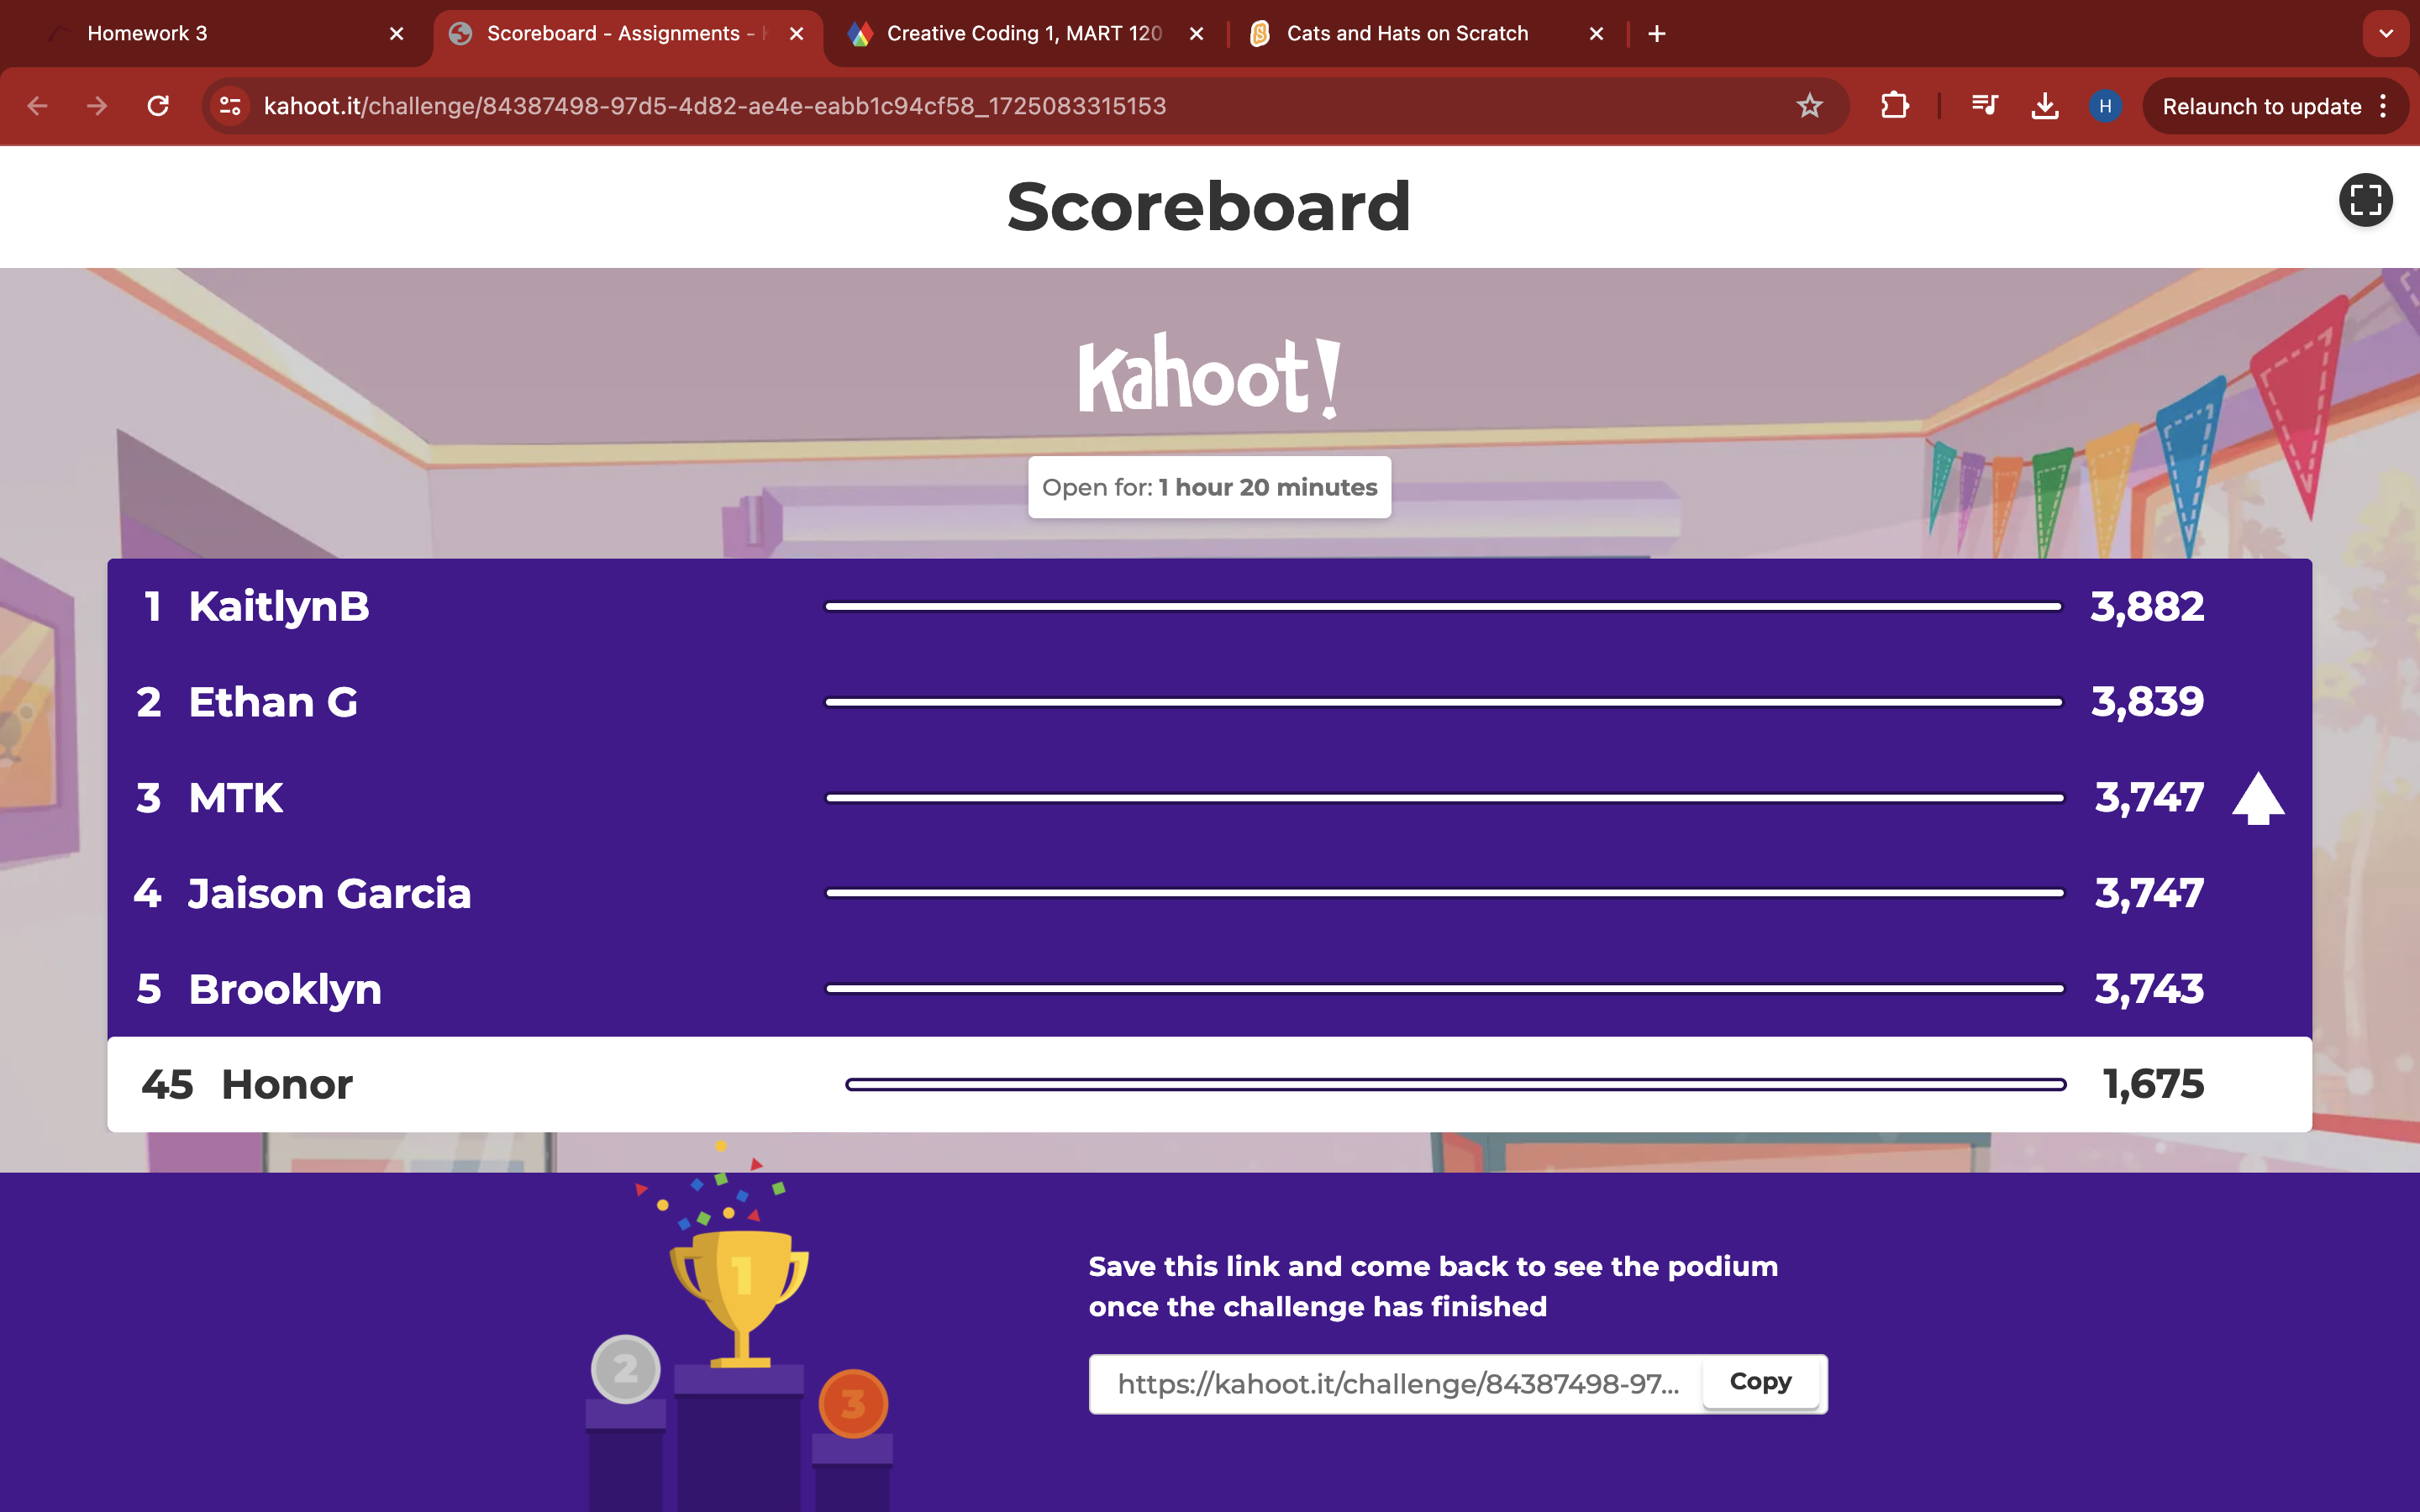 Homework 3
Scoreboard - Assignments -
Creative Coding 1, MART 120
Cats and Hats on Scratch
kahoot.it/challenge/84387498-97d5-4d82-ae4e-eabb1c94cf58_1725083315153
H
Relaunch to update
Scoreboard
Kahoot!
Open for: 1 hour 20 minutes
1 KaitlynB 3,882
2 Ethan G 3,839
3 MTK 3,747
4 Jaison Garcia 3,747
5 Brooklyn 3,743
45 Honor 1,675
1
2
3
Save this link and come back to see the podium
once the challenge has finished
https://kahoot.it/challenge/84387498-97...
Copy